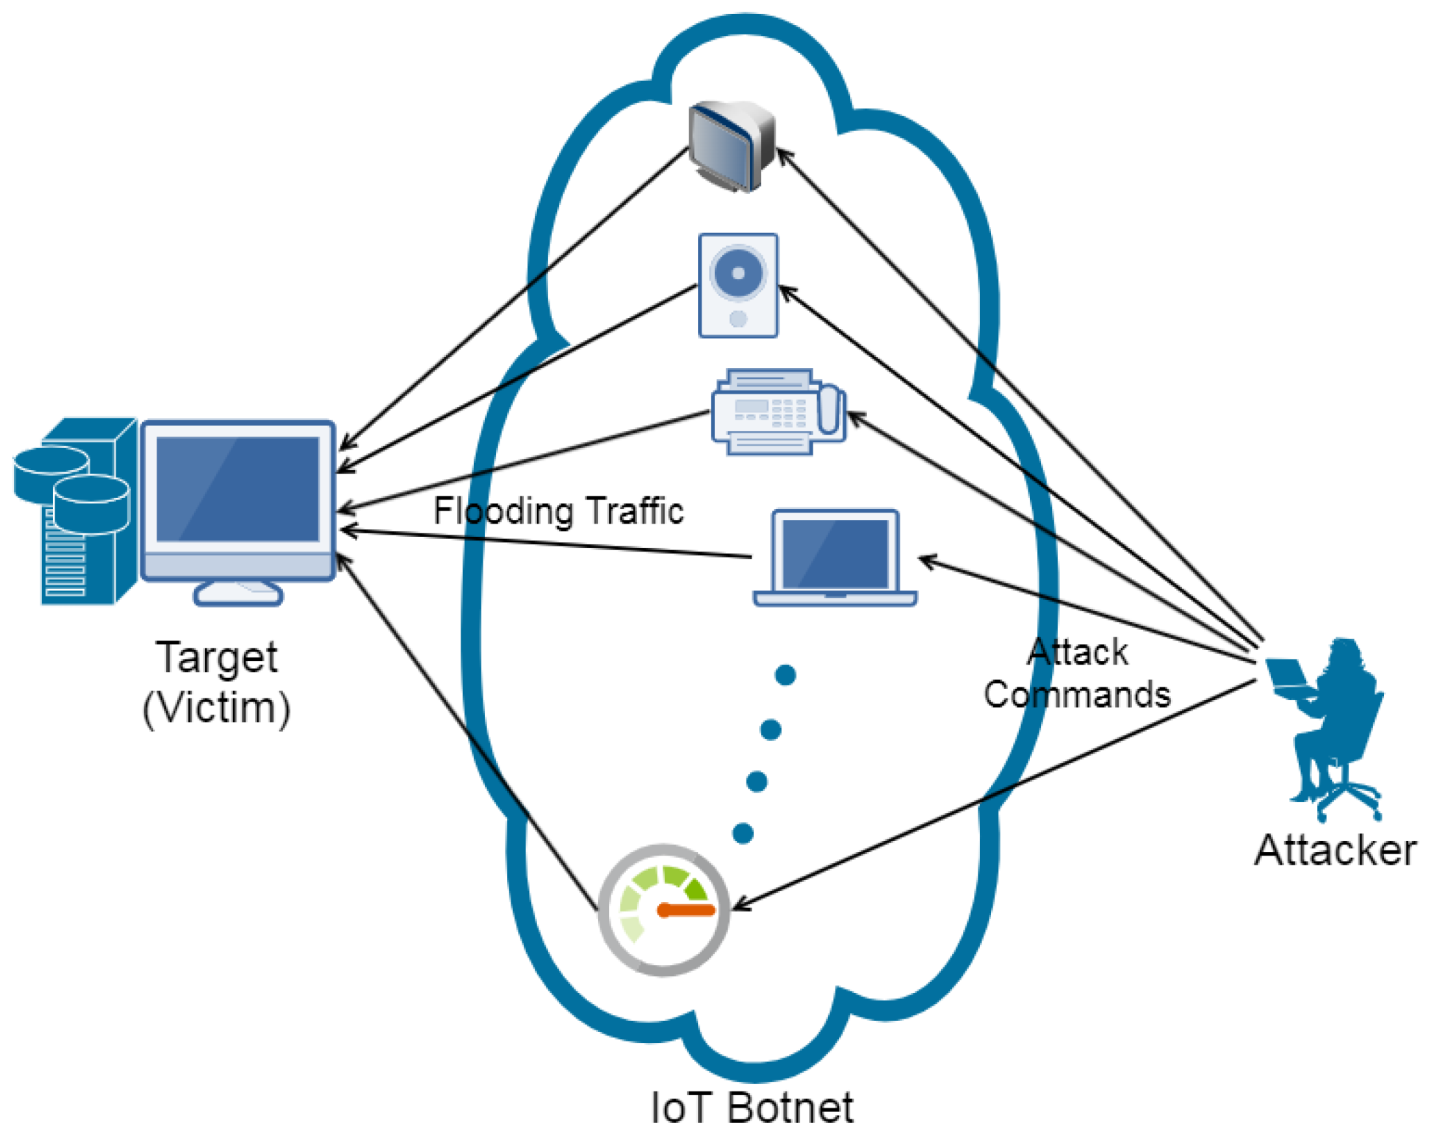 Flooding Traffic
Target
(Victim)
Attack
Commands
Attacker
IoT Botnet